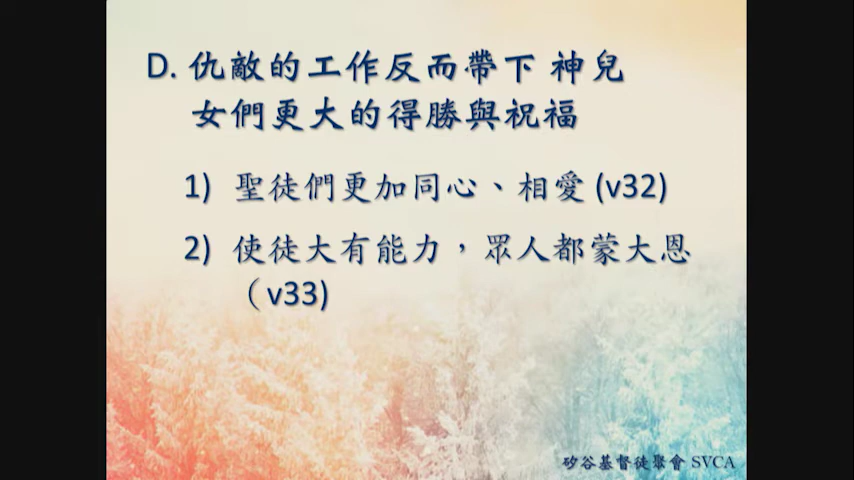 D. 仇敵的工作反而帶下 神兒
女們更大的得勝與祝福
1) 聖徒們更加同心、相愛 (v32)
2) 使徒大有能力，眾人都蒙大恩
（v33)
矽谷基督徒聚會 SVCA